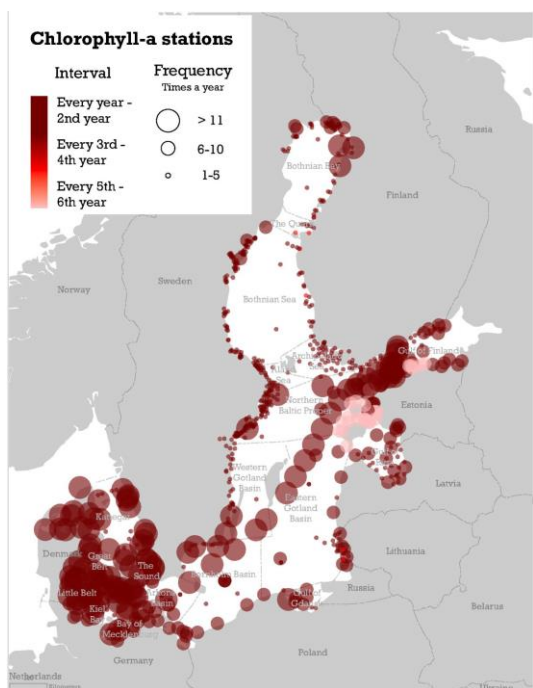 Chlorophyll-a stations
Interval
Every year -
2nd year
Every 3rd -
4th year
Every 5th -
6th year
Frequency
Times a year
> 11
6-10
1-5
Russia
Bothnian Bay
Finland
The Quark
Norway
Sweden
Bothnian Sea
Gulf of Finland
Sea
Northern
Baltic Proper
Estonia
Western
Gotland
Basin
Eastern
Gotland
Basin
Latvia
Denmark
Great
Belt
The
Sound
Lithuania
Little Belt
Basin
Kiel
Bay of
Mecklenburg
Gulf of
Russia
Belarus
Germany
Poland
Netherlands
Ukraine